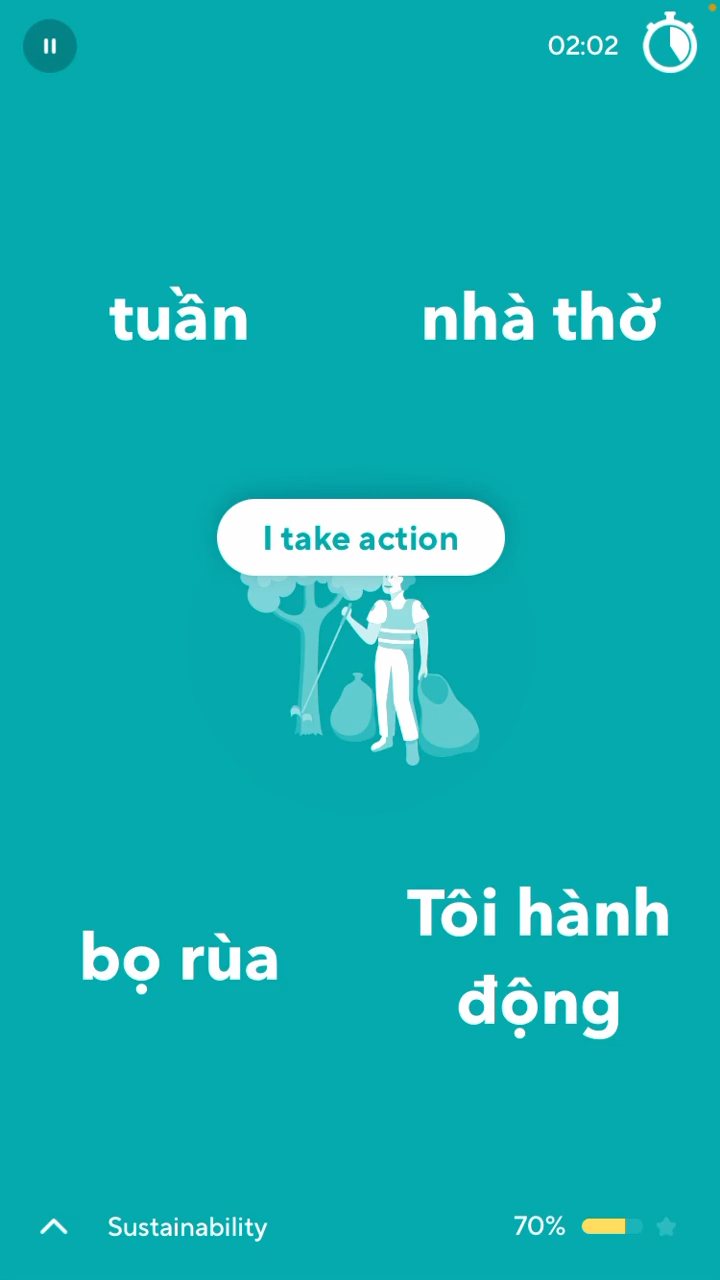 02:02
tuần
nhà thờ
I take action
bọ rùa
Tôi hành
động
Sustainability
70%